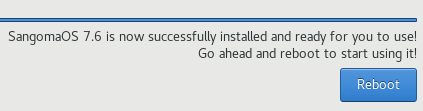 SangomaOS 7.6 is now successfully installed and ready for you to use!
Go ahead and reboot to start using it!
Reboot